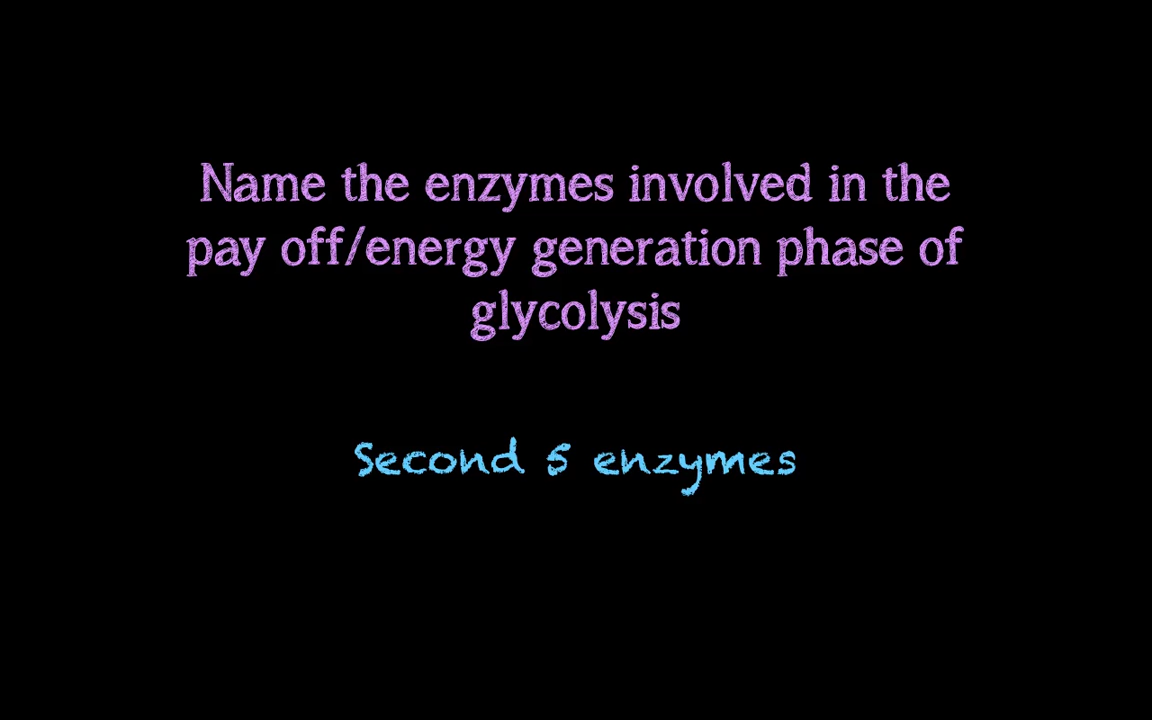 Name the enzymes involved in the
pay off/energy generation phase of
glycolysis
Second 5 enzymes